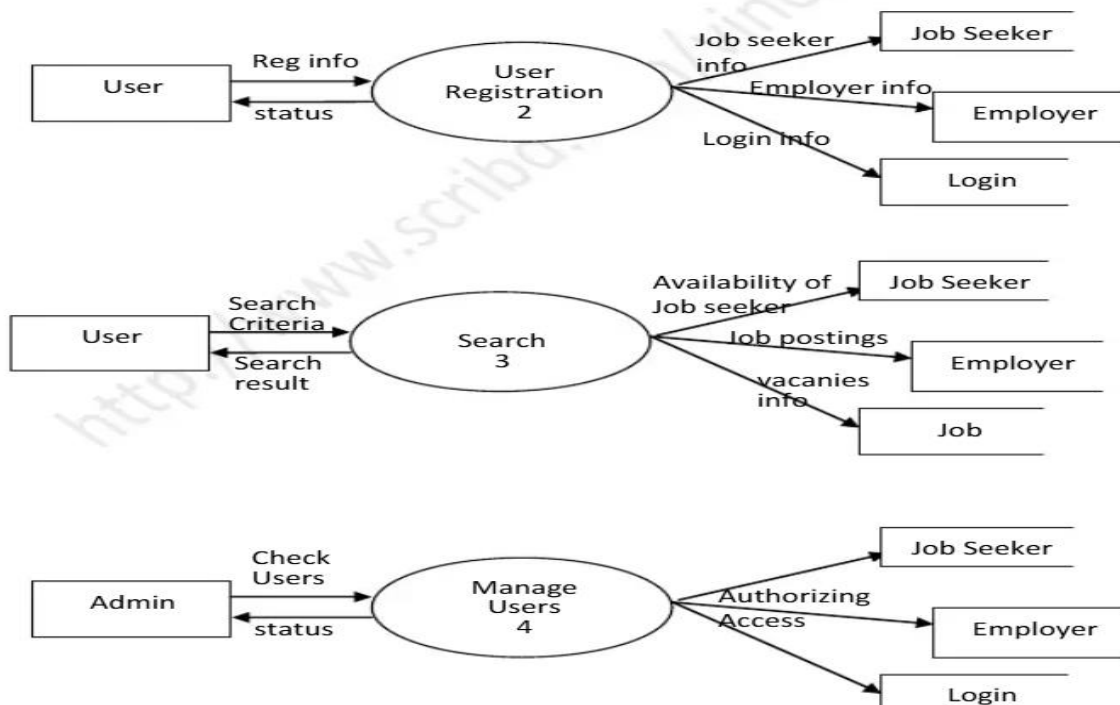 User
Reg info
status
User
Registration
2
Job seeker
info
Employer info
Login info
Job Seeker
Employer
Login
User
Search
Criteria
Search
result
Search
3
Availability of
Job seeker
Job postings
vacanies
info
Job Seeker
Employer
Job
Admin
Check
Users
status
Manage
Users
4
Authorizing
Access
Job Seeker
Employer
Login